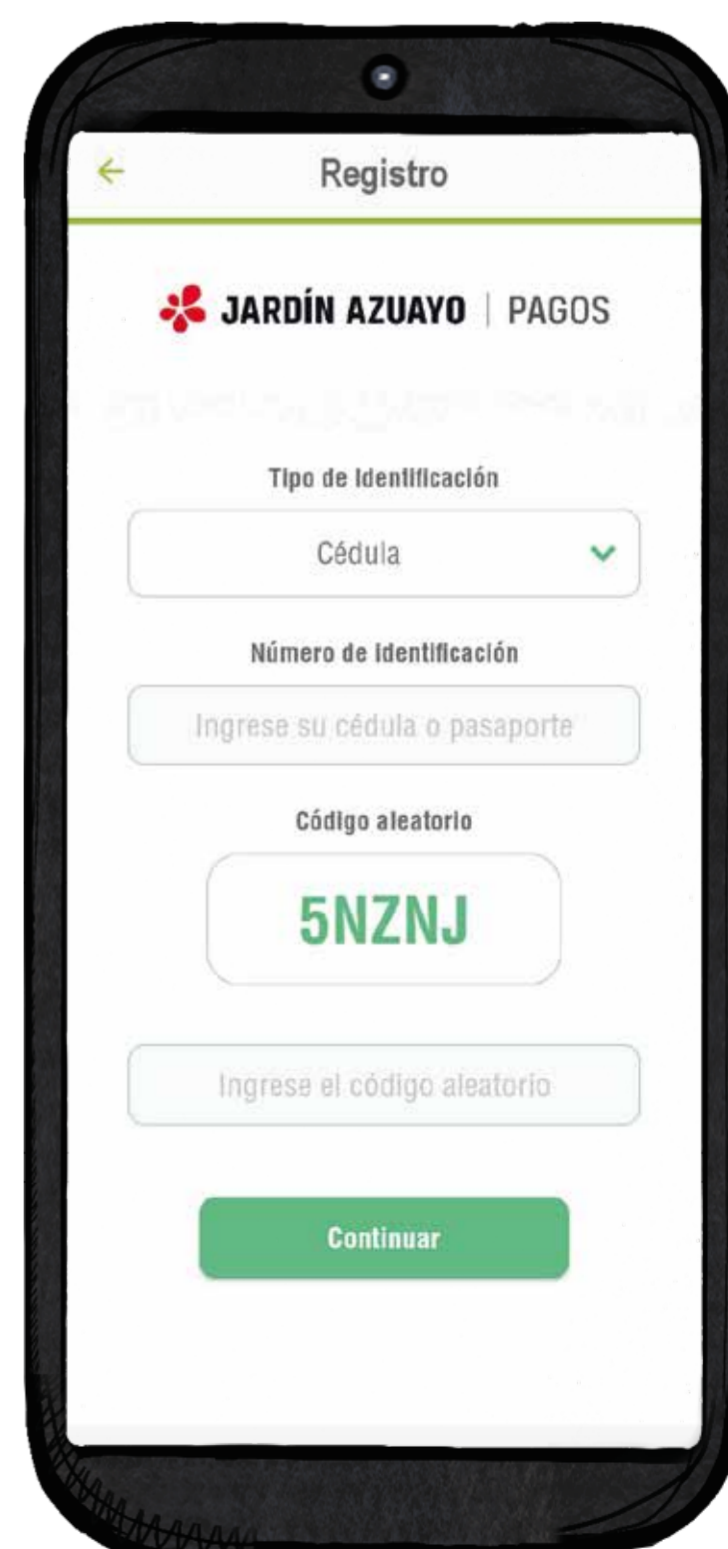 Registro
JARDÍN AZUAYO | PAGOS
Tipo de Identificación
Cédula
Número de Identificación
Ingrese su cédula o pasaporte
Código aleatorio
5NZNJ
Ingrese el código aleatorio
Continuar